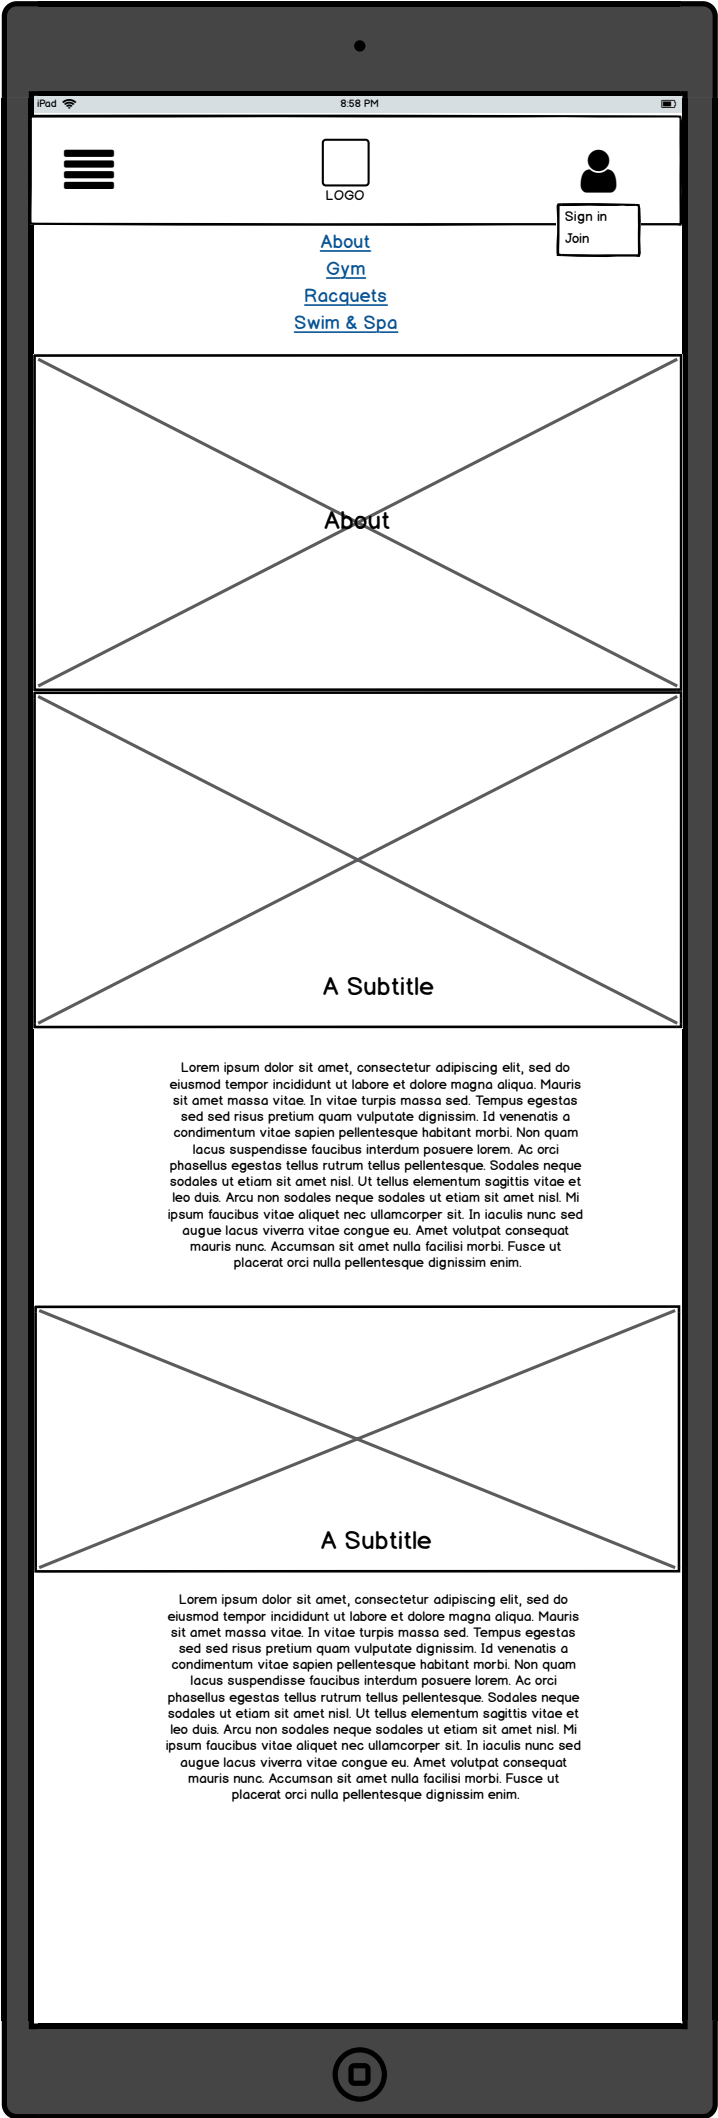 iPad
8:58 PM
LOGO
Sign in
Join
About
Gym
Racquets
Swim & Spa
About
A Subtitle
Lorem ipsum dolor sit amet, consectetur adipiscing elit, sed do
eiusmod tempor incididunt ut labore et dolore magna aliqua. Mauris
sit amet massa vitae. In vitae turpis massa sed. Tempus egestas
sed sed risus pretium quam vulputate dignissim. Id venenatis a
condimentum vitae sapien pellentesque habitant morbi. Non quam
lacus suspendisse faucibus interdum posuere lorem. Ac orci
phasellus egestas tellus rutrum tellus pellentesque. Sodales neque
sodales ut etiam sit amet nisl. Ut tellus elementum sagittis vitae et
leo duis. Arcu non sodales neque sodales ut etiam sit amet nisl. Mi
ipsum faucibus vitae aliquet nec ullamcorper sit. In iaculis nunc sed
augue lacus viverra vitae congue eu. Amet volutpat consequat
mauris nunc. Accumsan sit amet nulla facilisi morbi. Fusce ut
placerat orci nulla pellentesque dignissim enim.
A Subtitle
Lorem ipsum dolor sit amet, consectetur adipiscing elit, sed do
eiusmod tempor incididunt ut labore et dolore magna aliqua. Mauris
sit amet massa vitae. In vitae turpis massa sed. Tempus egestas
sed sed risus pretium quam vulputate dignissim. Id venenatis a
condimentum vitae sapien pellentesque habitant morbi. Non quam
lacus suspendisse faucibus interdum posuere lorem. Ac orci
phasellus egestas tellus rutrum tellus pellentesque. Sodales neque
sodales ut etiam sit amet nisl. Ut tellus elementum sagittis vitae et
leo duis. Arcu non sodales neque sodales ut etiam sit amet nisl. Mi
ipsum faucibus vitae aliquet nec ullamcorper sit. In iaculis nunc sed
augue lacus viverra vitae congue eu. Amet volutpat consequat
mauris nunc. Accumsan sit amet nulla facilisi morbi. Fusce ut
placerat orci nulla pellentesque dignissim enim.